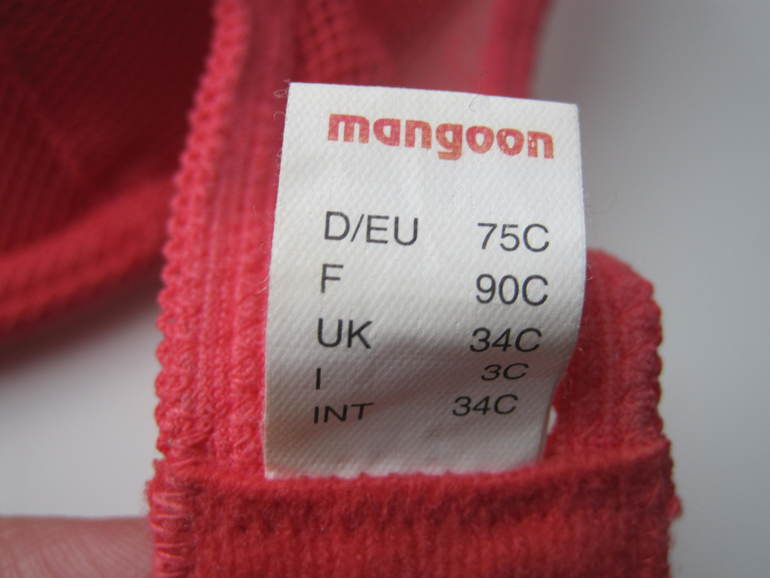 mangoon
D/EU 75C
F 90C
UK 34C
I 3C
INT 34C